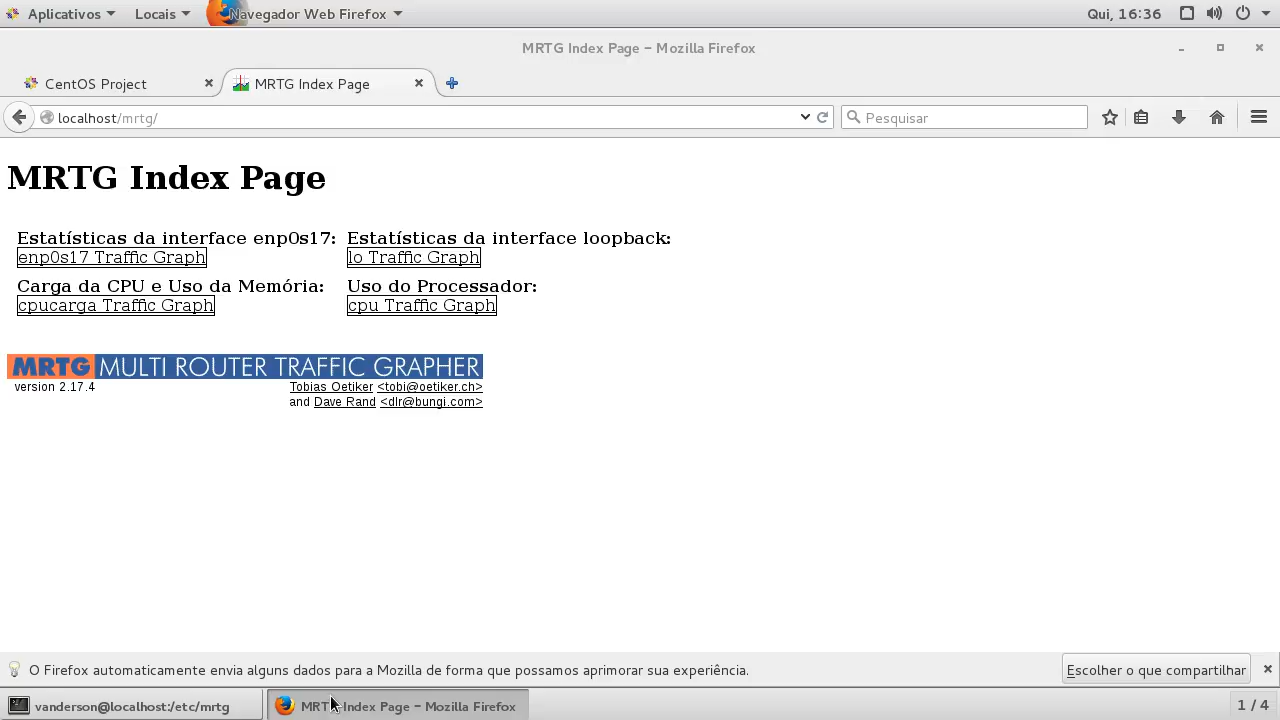 Aplicativos Locais Navegador Web Firefox Qui, 16:36
MRTG Index Page - Mozilla Firefox
CentOS Project MRTG Index Page
localhost/mrtg/ Pesquisar
MRTG Index Page
Estatísticas da interface enp0s17: Estatísticas da interface loopback:
enp0s17 Traffic Graph lo Traffic Graph
Carga da CPU e Uso da Memória: Uso do Processador:
cpucarga Traffic Graph cpu Traffic Graph
MRTG MULTI ROUTER TRAFFIC GRAPHER
version 2.17.4 Tobias Oetiker <tobi@oetiker.ch>
and Dave Rand <dlr@bungi.com>
O Firefox automaticamente envia alguns dados para a Mozilla de forma que possamos aprimorar sua experiência. Escolher o que compartilhar
vanderson@localhost:/etc/mrtg MRTG Index Page - Mozilla Firefox 1 / 4